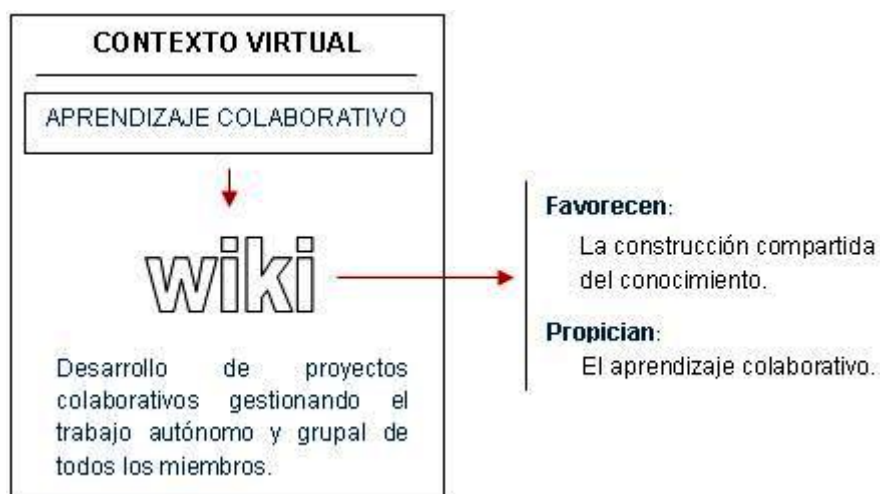 CONTEXTO VIRTUAL
APRENDIZAJE COLABORATIVO
wiki
Desarrollo de proyectos
colaborativos gestionando el
trabajo autónomo y grupal de
todos los miembros.
Favorecen:
La construcción compartida
del conocimiento.
Propician:
El aprendizaje colaborativo.